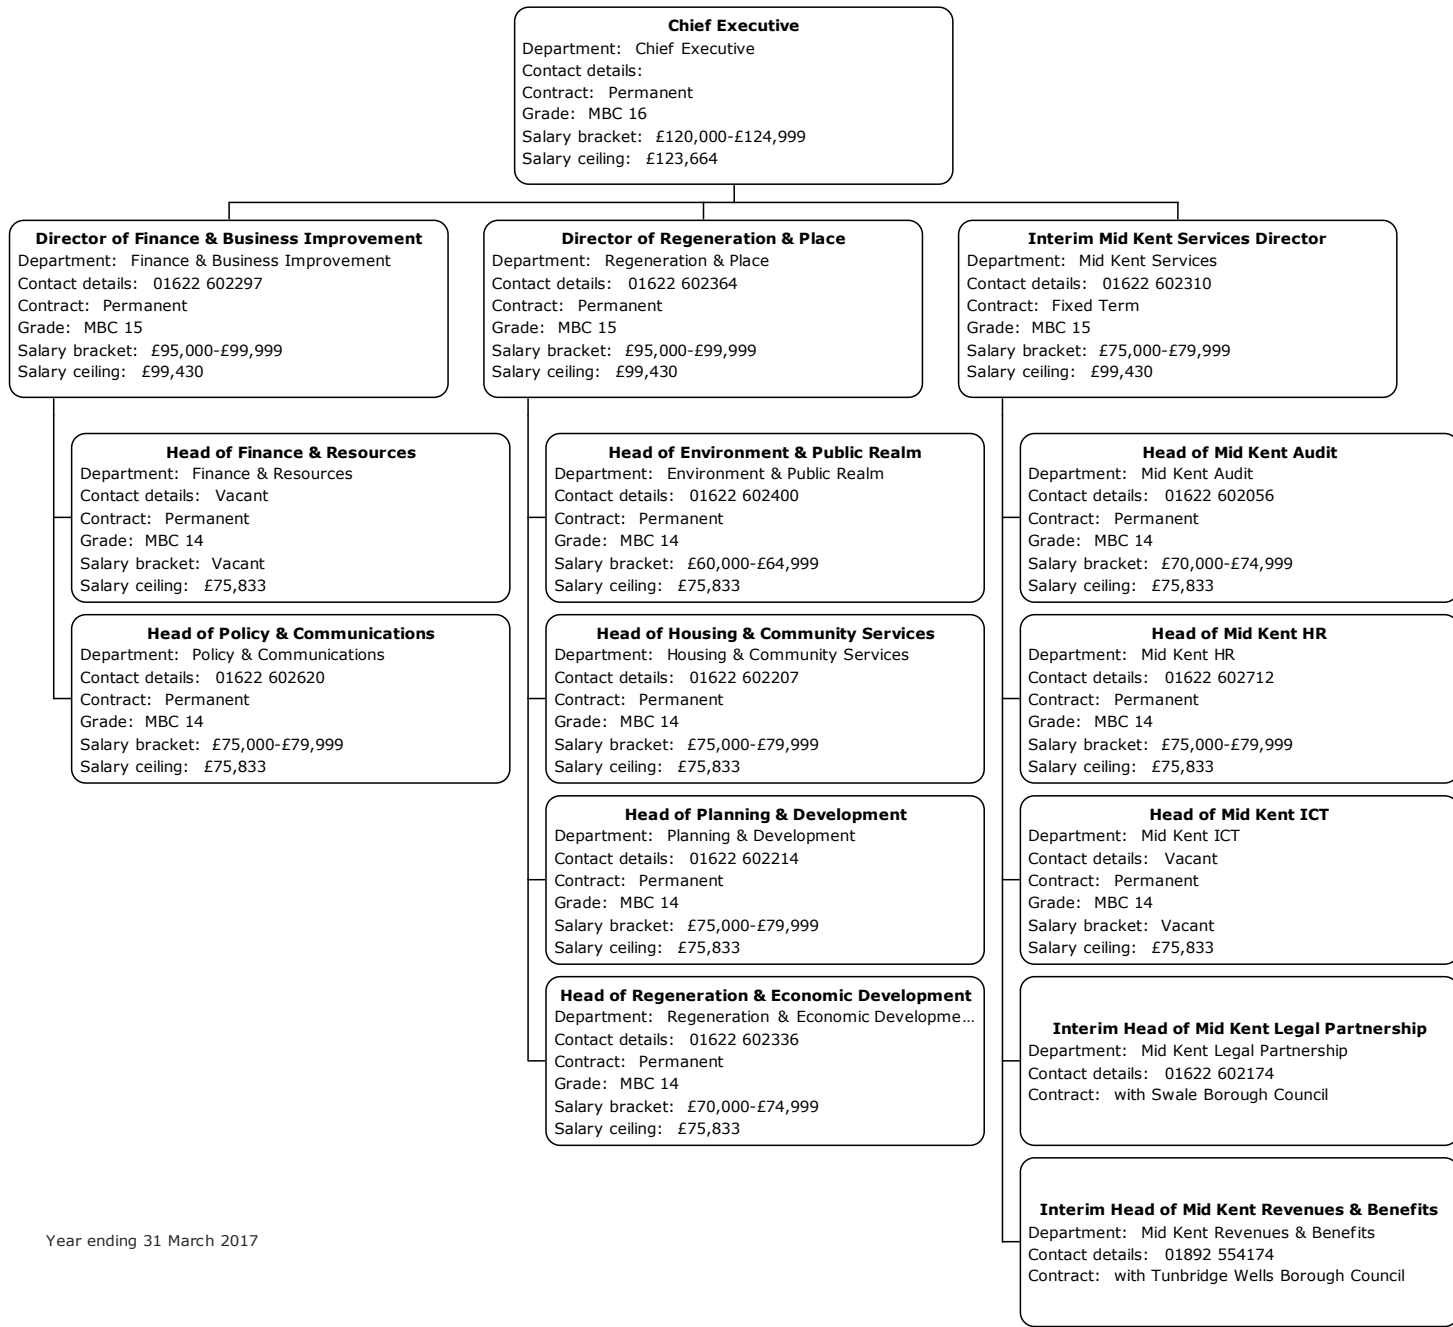 Chief Executive
Department: Chief Executive
Contact details:
Contract: Permanent
Grade: MBC 16
Salary bracket: £120,000-£124,999
Salary ceiling: £123,664
Director of Finance & Business Improvement
Department: Finance & Business Improvement
Contact details: 01622 602297
Contract: Permanent
Grade: MBC 15
Salary bracket: £95,000-£99,999
Salary ceiling: £99,430
Head of Finance & Resources
Department: Finance & Resources
Contact details: Vacant
Contract: Permanent
Grade: MBC 14
Salary bracket: Vacant
Salary ceiling: £75,833
Head of Policy & Communications
Department: Policy & Communications
Contact details: 01622 602620
Contract: Permanent
Grade: MBC 14
Salary bracket: £75,000-£79,999
Salary ceiling: £75,833
Director of Regeneration & Place
Department: Regeneration & Place
Contact details: 01622 602364
Contract: Permanent
Grade: MBC 15
Salary bracket: £95,000-£99,999
Salary ceiling: £99,430
Head of Environment & Public Realm
Department: Environment & Public Realm
Contact details: 01622 602400
Contract: Permanent
Grade: MBC 14
Salary bracket: £60,000-£64,999
Salary ceiling: £75,833
Head of Housing & Community Services
Department: Housing & Community Services
Contact details: 01622 602207
Contract: Permanent
Grade: MBC 14
Salary bracket: £75,000-£79,999
Salary ceiling: £75,833
Head of Planning & Development
Department: Planning & Development
Contact details: 01622 602214
Contract: Permanent
Grade: MBC 14
Salary bracket: £75,000-£79,999
Salary ceiling: £75,833
Head of Regeneration & Economic Development
Department: Regeneration & Economic Developme...
Contact details: 01622 602336
Contract: Permanent
Grade: MBC 14
Salary bracket: £70,000-£74,999
Salary ceiling: £75,833
Interim Mid Kent Services Director
Department: Mid Kent Services
Contact details: 01622 602310
Contract: Fixed Term
Grade: MBC 15
Salary bracket: £75,000-£79,999
Salary ceiling: £99,430
Head of Mid Kent Audit
Department: Mid Kent Audit
Contact details: 01622 602056
Contract: Permanent
Grade: MBC 14
Salary bracket: £70,000-£74,999
Salary ceiling: £75,833
Head of Mid Kent HR
Department: Mid Kent HR
Contact details: 01622 602712
Contract: Permanent
Grade: MBC 14
Salary bracket: £75,000-£79,999
Salary ceiling: £75,833
Head of Mid Kent ICT
Department: Mid Kent ICT
Contact details: Vacant
Contract: Permanent
Grade: MBC 14
Salary bracket: Vacant
Salary ceiling: £75,833
Interim Head of Mid Kent Legal Partnership
Department: Mid Kent Legal Partnership
Contact details: 01622 602174
Contract: with Swale Borough Council
Interim Head of Mid Kent Revenues & Benefits
Department: Mid Kent Revenues & Benefits
Contact details: 01892 554174
Contract: with Tunbridge Wells Borough Council
Year ending 31 March 2017